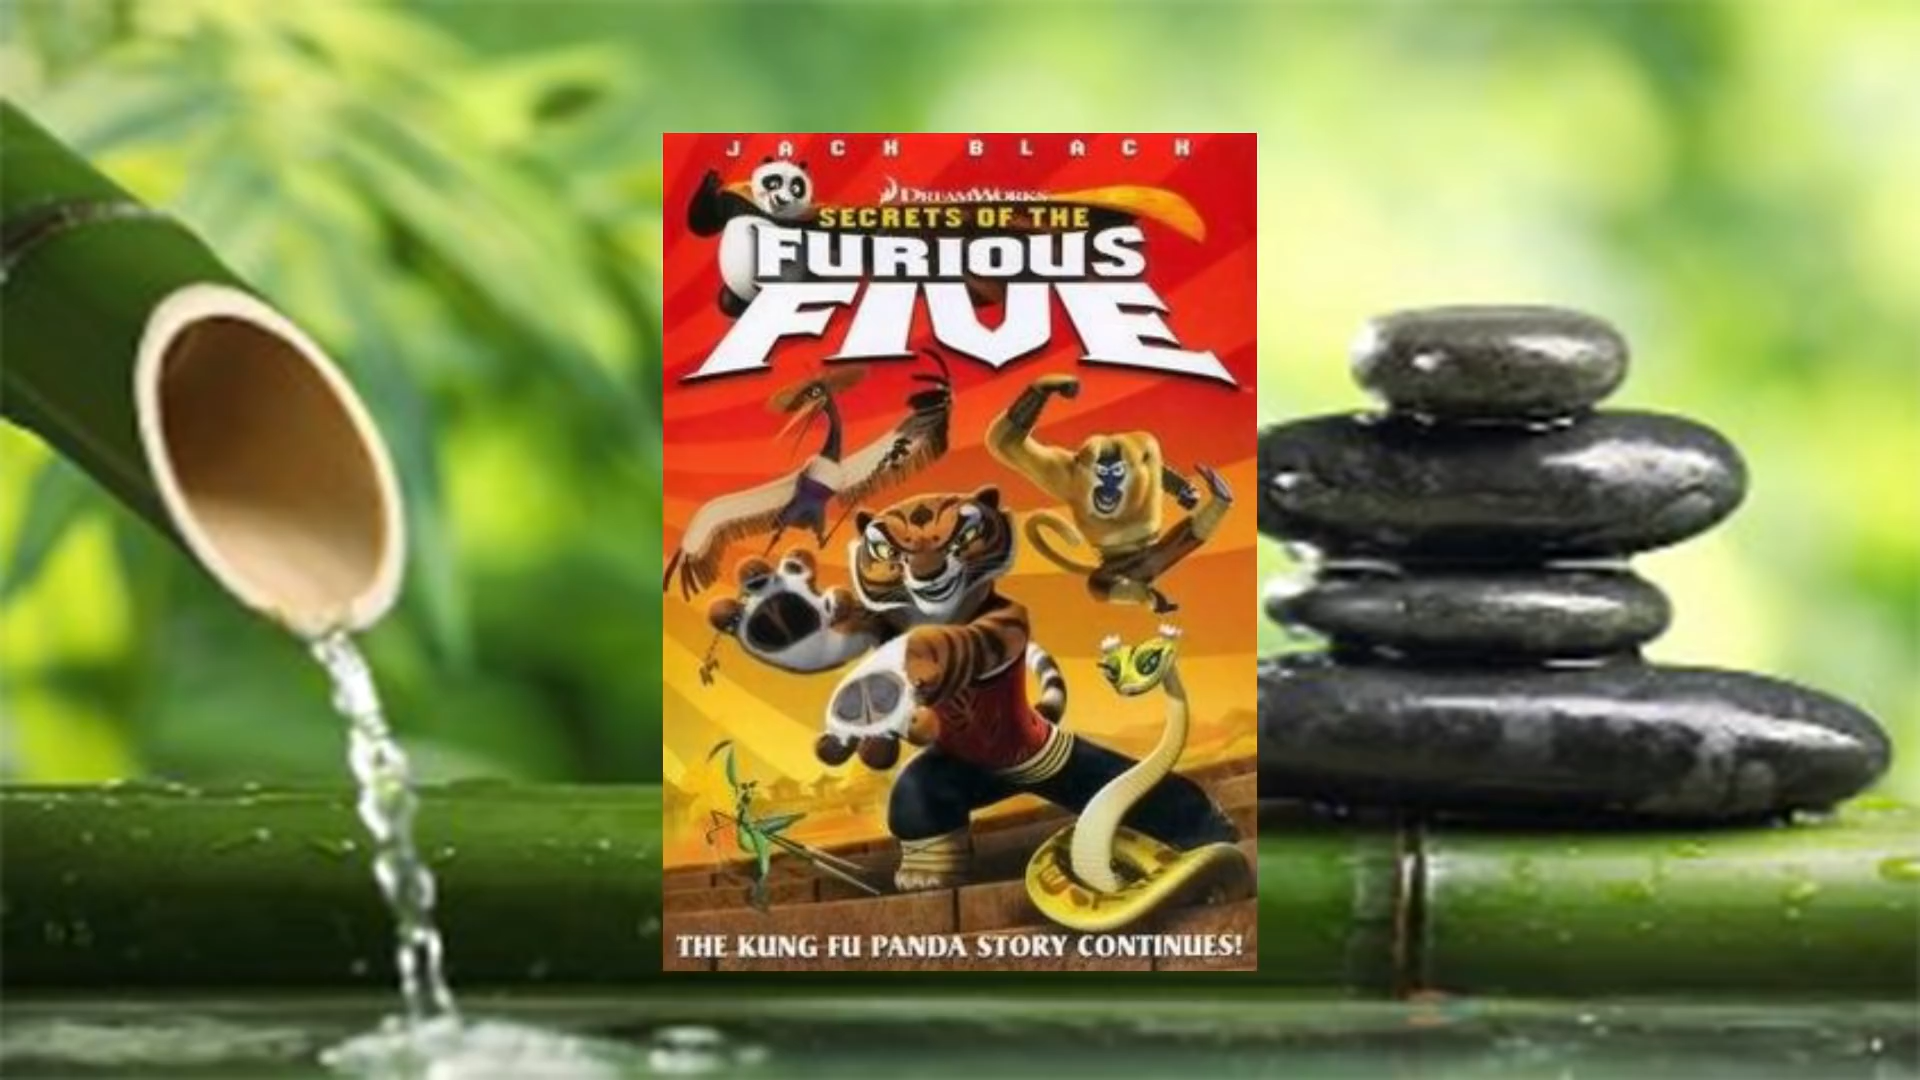 JACK BLACK
DREAMWORKS
SECRETS OF THE
FURIOUS
FIVE
THE KUNG FU PANDA STORY CONTINUES!